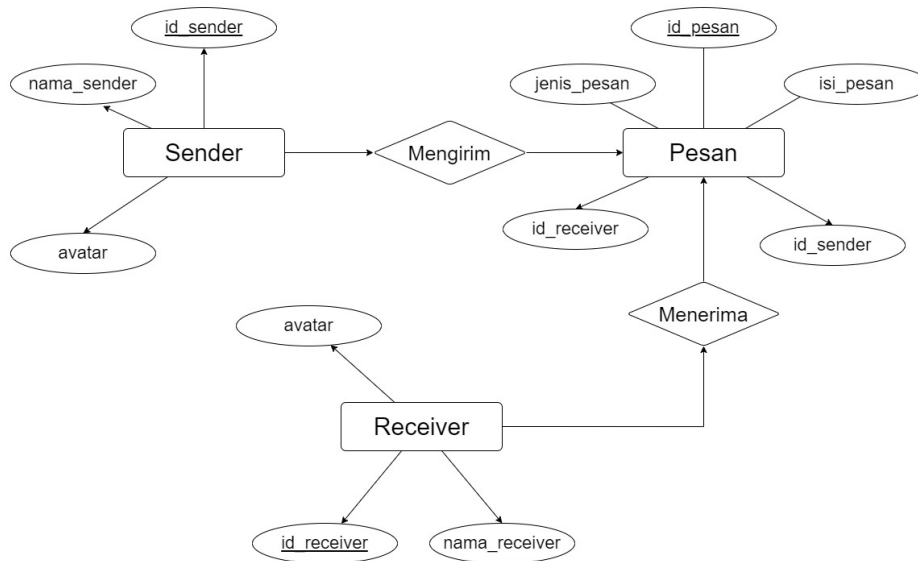 id_sender
id_pesan
nama_sender
jenis_pesan
isi_pesan
Sender
Mengirim
Pesan
avatar
id_receiver
id_sender
avatar
Menerima
Receiver
id_receiver
nama_receiver